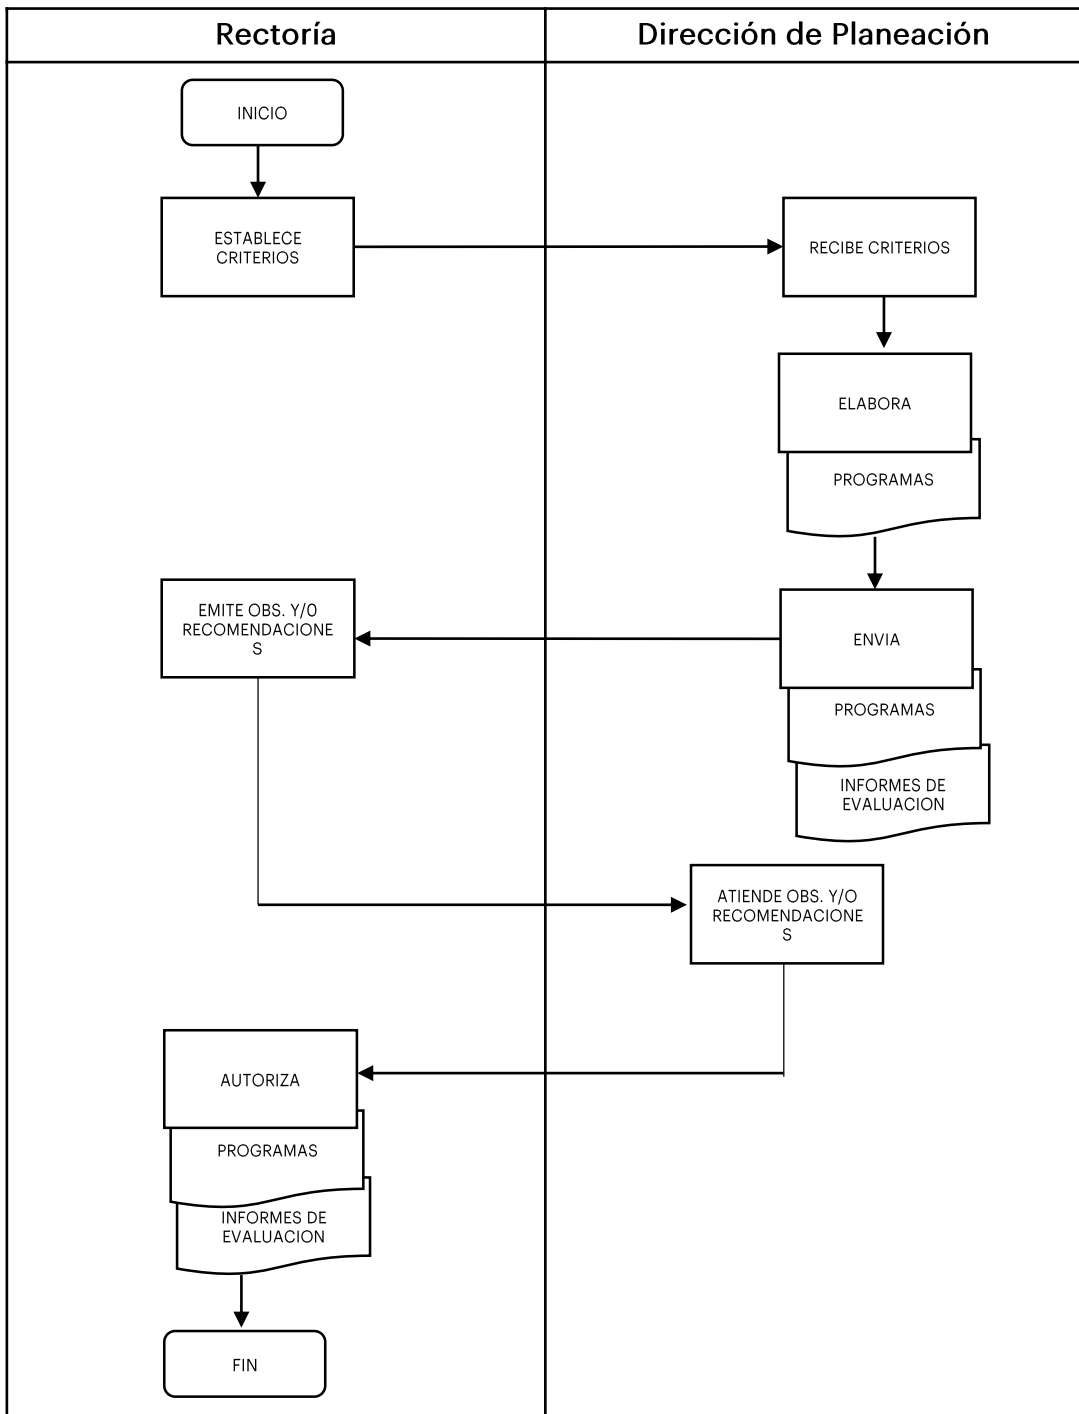 Rectoría
Dirección de Planeación
INICIO
ESTABLECE
CRITERIOS
RECIBE CRITERIOS
ELABORA
PROGRAMAS
EMITE OBS. Y/0
RECOMENDACIONE
S
ENVIA
PROGRAMAS
INFORMES DE
EVALUACION
ATIENDE OBS. Y/O
RECOMENDACIONE
S
AUTORIZA
PROGRAMAS
INFORMES DE
EVALUACION
FIN